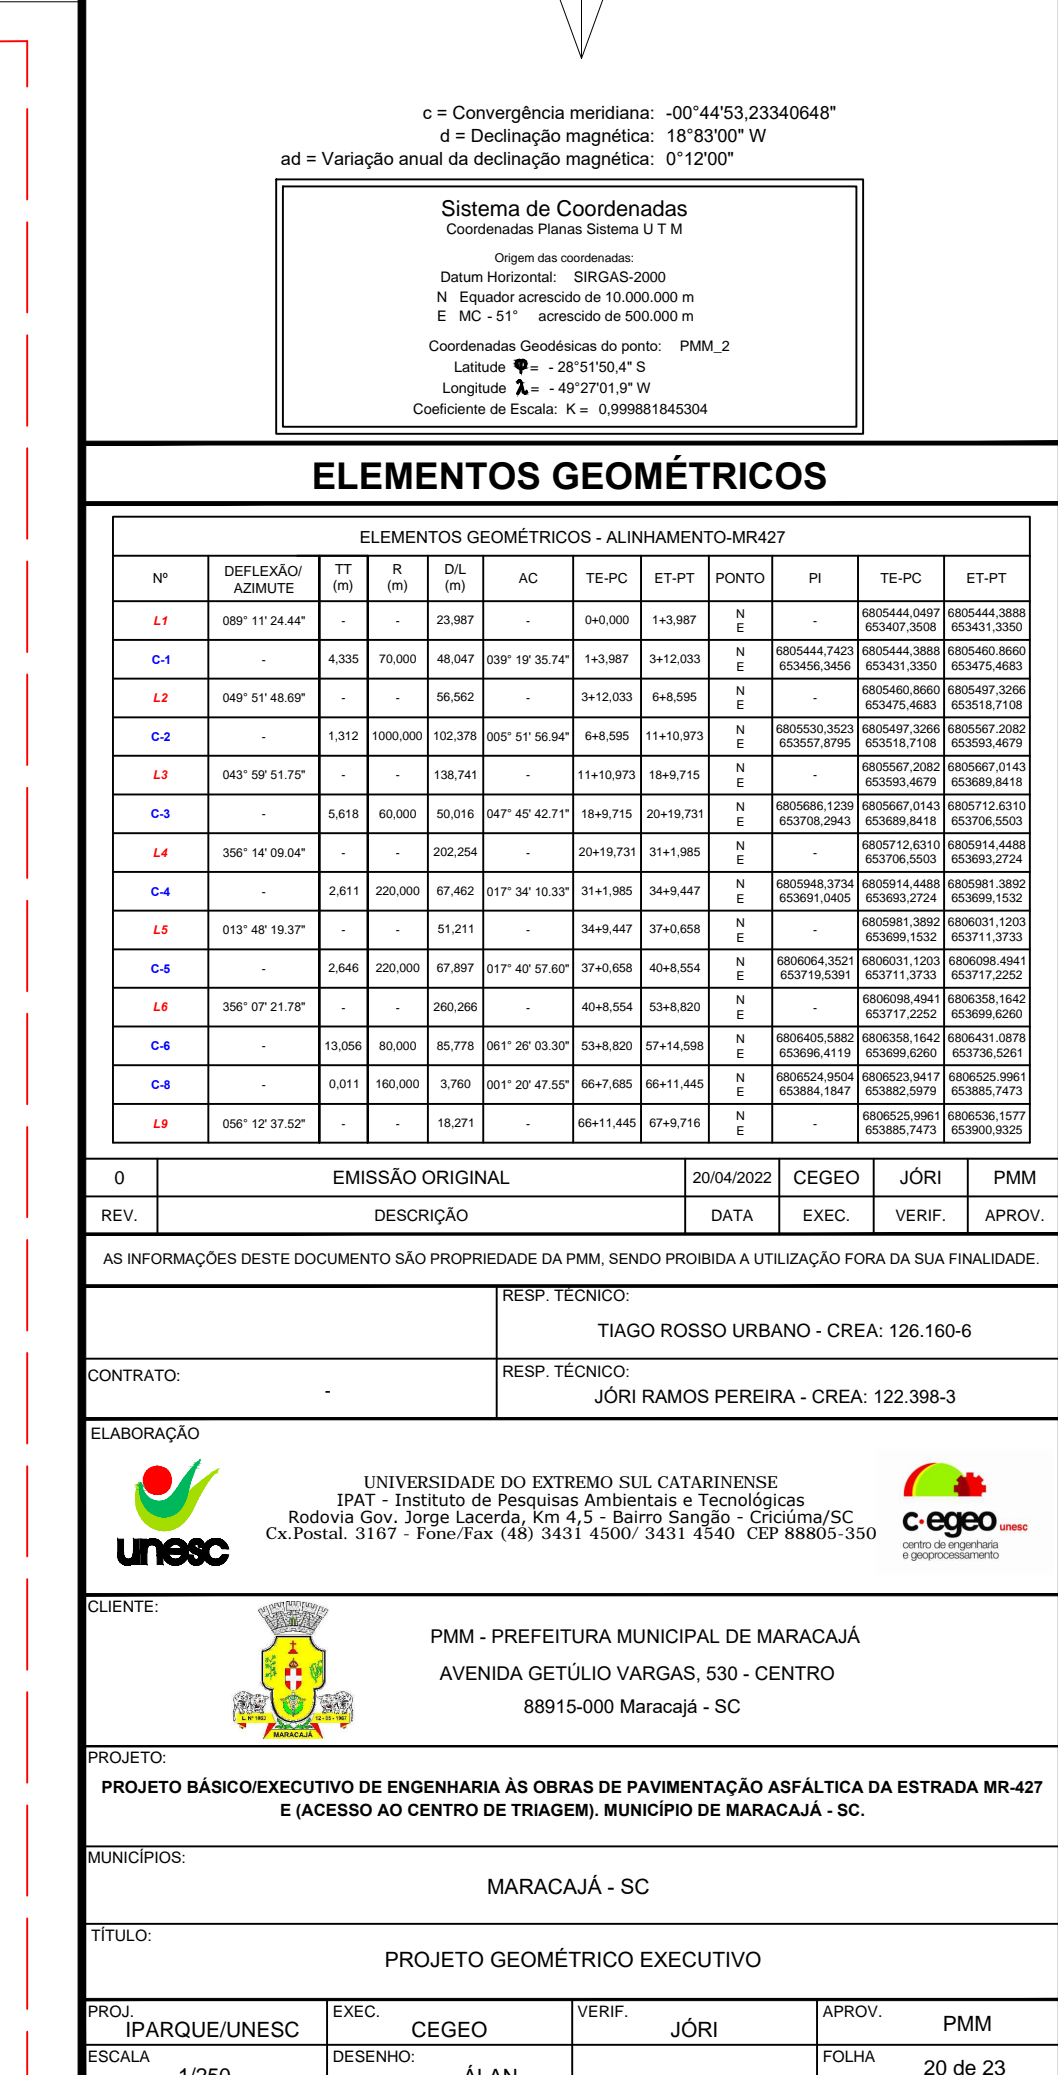 c = Convergência meridiana: -00°44'53,23340648"
d = Declinação magnética: 18°83'00" W
ad = Variação anual da declinação magnética: 0°12'00"
Sistema de Coordenadas
Coordenadas Planas Sistema U T M
Origem das coordenadas:
Datum Horizontal: SIRGAS-2000
N Equador acrescido de 10.000.000 m
E MC - 51° acrescido de 500.000 m
Coordenadas Geodésicas do ponto: PMM_2
Latitude φ = - 28°51'50,4" S
Longitude λ = - 49°27'01,9" W
Coeficiente de Escala: K = 0,999881845304
ELEMENTOS GEOMÉTRICOS
ELEMENTOS GEOMÉTRICOS - ALINHAMENTO-MR427
Nº DEFLEXÃO/ AZIMUTE TT (m) R (m) D/L (m) AC TE-PC ET-PT PONTO PI TE-PC ET-PT
L1 089° 11' 24.44" - - 23,987 - 0+0,000 1+3,987 N E - 6805444,0497 653407,3508 6805444,3888 653431,3350
C-1 - 4,335 70,000 48,047 039° 19' 35.74" 1+3,987 3+12,033 N E 6805444,7423 653456,3456 6805444,3888 653431,3350 6805460.8660 653475,4683
L2 049° 51' 48.69" - - 56,562 - 3+12,033 6+8,595 N E - 6805460,8660 653475,4683 6805497,3266 653518,7108
C-2 - 1,312 1000,000 102,378 005° 51' 56.94" 6+8,595 11+10,973 N E 6805530,3523 653557,8795 6805497,3266 653518,7108 6805567.2082 653593,4679
L3 043° 59' 51.75" - - 138,741 - 11+10,973 18+9,715 N E - 6805567,2082 653593,4679 6805667,0143 653689,8418
C-3 - 5,618 60,000 50,016 047° 45' 42.71" 18+9,715 20+19,731 N E 6805686,1239 653708,2943 6805667,0143 653689,8418 6805712.6310 653706,5503
L4 356° 14' 09.04" - - 202,254 - 20+19,731 31+1,985 N E - 6805712,6310 653706,5503 6805914,4488 653693,2724
C-4 - 2,611 220,000 67,462 017° 34' 10.33" 31+1,985 34+9,447 N E 6805948,3734 653691,0405 6805914,4488 653693,2724 6805981.3892 653699,1532
L5 013° 48' 19.37" - - 51,211 - 34+9,447 37+0,658 N E - 6805981,3892 653699,1532 6806031,1203 653711,3733
C-5 - 2,646 220,000 67,897 017° 40' 57.60" 37+0,658 40+8,554 N E 6806064,3521 653719,5391 6806031,1203 653711,3733 6806098.4941 653717,2252
L6 356° 07' 21.78" - - 260,266 - 40+8,554 53+8,820 N E - 6806098,4941 653717,2252 6806358,1642 653699,6260
C-6 - 13,056 80,000 85,778 061° 26' 03.30" 53+8,820 57+14,598 N E 6806405,5882 653696,4119 6806358,1642 653699,6260 6806431.0878 653736,5261
C-8 - 0,011 160,000 3,760 001° 20' 47.55" 66+7,685 66+11,445 N E 6806524,9504 653884,1847 6806523,9417 653882,5979 6806525.9961 653885,7473
L9 056° 12' 37.52" - - 18,271 - 66+11,445 67+9,716 N E - 6806525,9961 653885,7473 6806536,1577 653900,9325
0 EMISSÃO ORIGINAL 20/04/2022 CEGEO JÓRI PMM
REV. DESCRIÇÃO DATA EXEC. VERIF. APROV.
AS INFORMAÇÕES DESTE DOCUMENTO SÃO PROPRIEDADE DA PMM, SENDO PROIBIDA A UTILIZAÇÃO FORA DA SUA FINALIDADE.
RESP. TÉCNICO:
TIAGO ROSSO URBANO - CREA: 126.160-6
CONTRATO: -
RESP. TÉCNICO:
JÓRI RAMOS PEREIRA - CREA: 122.398-3
ELABORAÇÃO
unesc
UNIVERSIDADE DO EXTREMO SUL CATARINENSE
IPAT - Instituto de Pesquisas Ambientais e Tecnológicas
Rodovia Gov. Jorge Lacerda, Km 4,5 - Bairro Sangão - Criciúma/SC
Cx.Postal. 3167 - Fone/Fax (48) 3431 4500/ 3431 4540 CEP 88805-350
c.egeo unesc
centro de engenharia
e geoprocessamento
CLIENTE:
L. Nº 1063 12 - 05 - 1967
MARACAJÁ
PMM - PREFEITURA MUNICIPAL DE MARACAJÁ
AVENIDA GETÚLIO VARGAS, 530 - CENTRO
88915-000 Maracajá - SC
PROJETO:
PROJETO BÁSICO/EXECUTIVO DE ENGENHARIA ÀS OBRAS DE PAVIMENTAÇÃO ASFÁLTICA DA ESTRADA MR-427
E (ACESSO AO CENTRO DE TRIAGEM). MUNICÍPIO DE MARACAJÁ - SC.
MUNICÍPIOS:
MARACAJÁ - SC
TÍTULO:
PROJETO GEOMÉTRICO EXECUTIVO
PROJ. IPARQUE/UNESC EXEC. CEGEO VERIF. JÓRI APROV. PMM
ESCALA 1/250 DESENHO: ÁLAN FOLHA 20 de 23